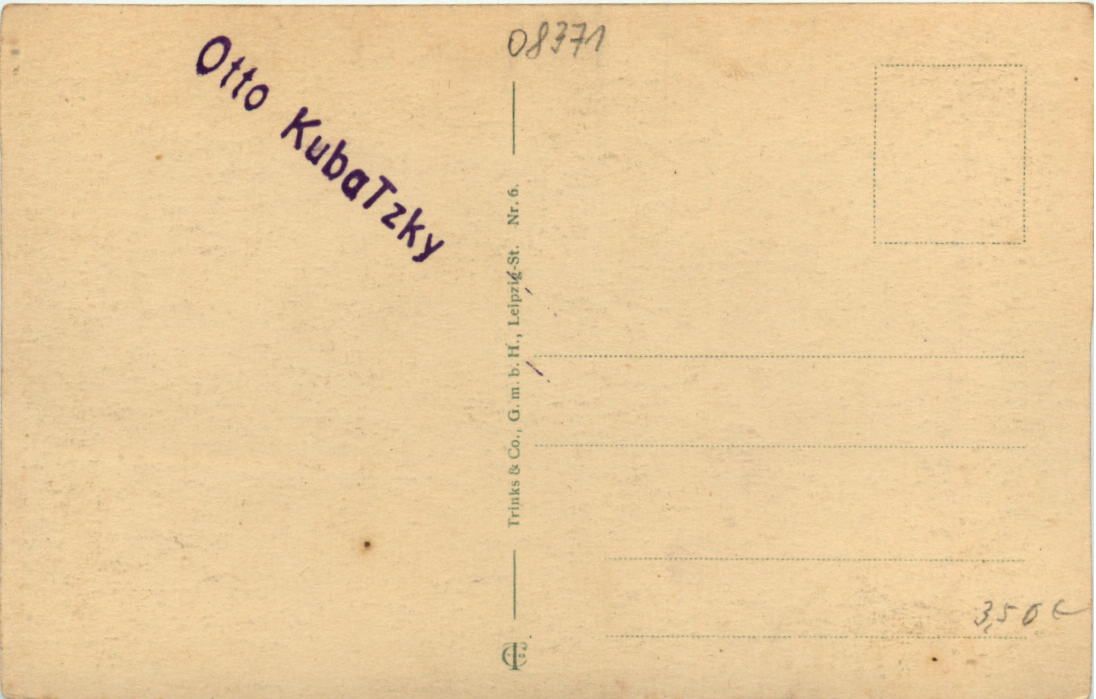 Otto KubaTzky
08371
Trinks & Co., G. m. b. H., Leipzig-St. Nr. 6.
3,50 €